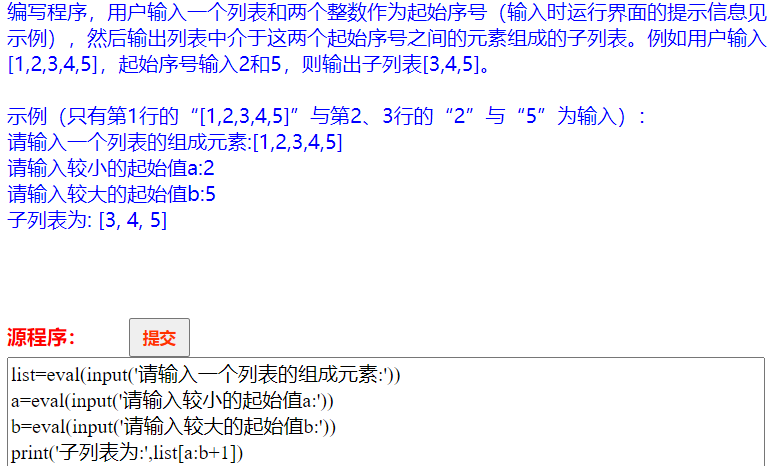 编写程序，用户输入一个列表和两个整数作为起始序号（输入时运行界面的提示信息见
示例），然后输出列表中介于这两个起始序号之间的元素组成的子列表。例如用户输入
[1,2,3,4,5]，起始序号输入2和5，则输出子列表[3,4,5]。
示例（只有第1行的“[1,2,3,4,5]”与第2、3行的“2”与“5”为输入）：
请输入一个列表的组成元素:[1,2,3,4,5]
请输入较小的起始值a:2
请输入较大的起始值b:5
子列表为: [3, 4, 5]
源程序： 提交
list=eval(input('请输入一个列表的组成元素:'))
a=eval(input('请输入较小的起始值a:'))
b=eval(input('请输入较大的起始值b:'))
print('子列表为:',list[a:b+1])